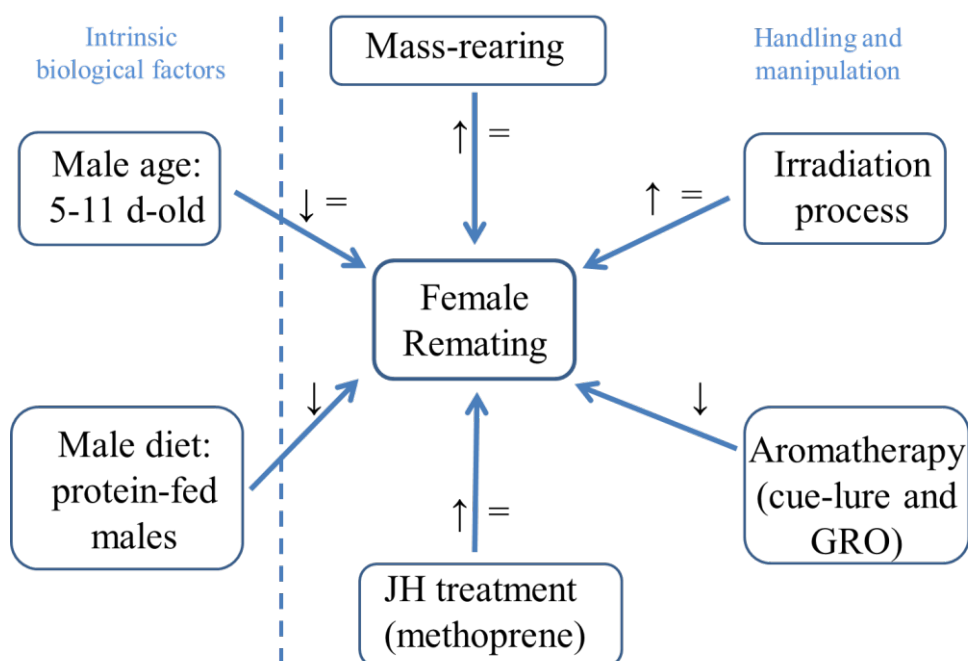 Intrinsic
biological factors
Mass-rearing
Handling and
manipulation
↑ =
Male age:
5-11 d-old
↓ =
Irradiation
process
↑ =
Female
Remating
Male diet:
protein-fed
males
↓
Aromatherapy
(cue-lure and
GRO)
↓
↑ =
JH treatment
(methoprene)